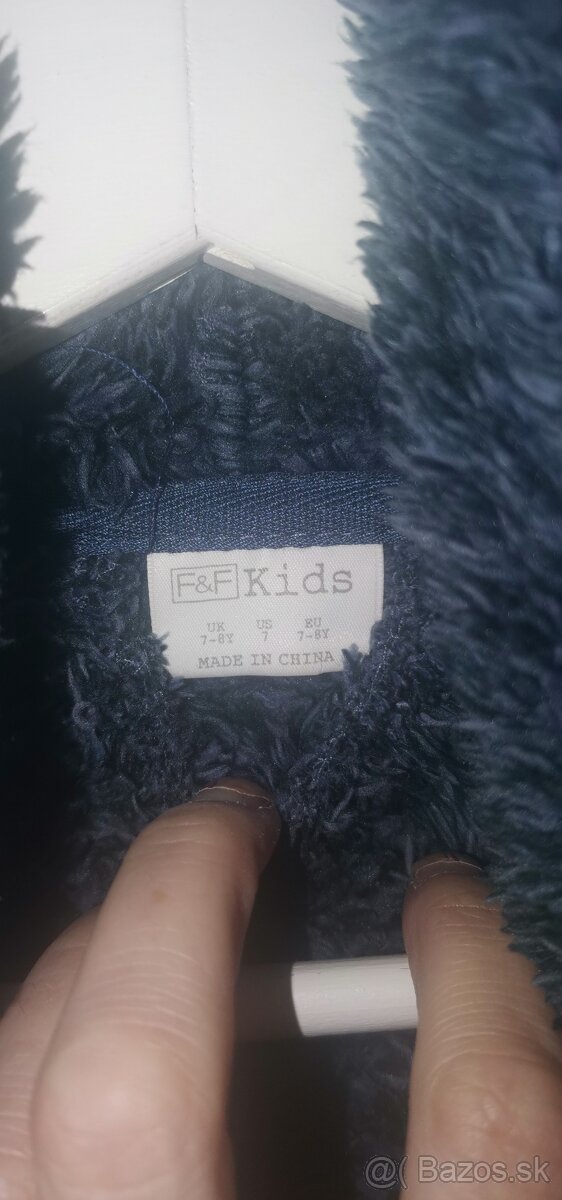 F&F Kids
UK US EU
7-8Y 7 7-8Y
MADE IN CHINA
@( Bazos.sk